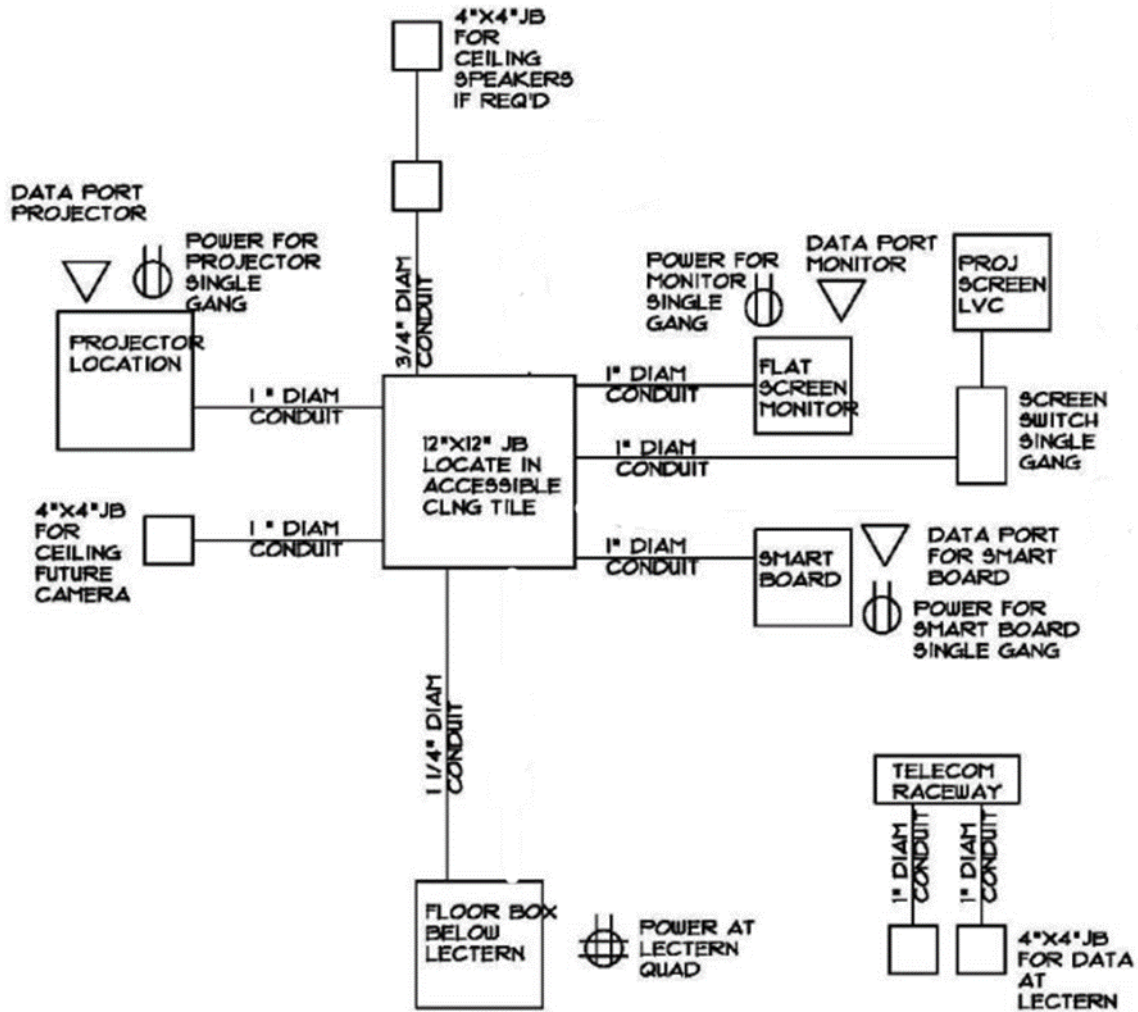 4"X4"JB
FOR
CEILING
SPEAKERS
IF REQ'D
DATA PORT
PROJECTOR
POWER FOR
PROJECTOR
SINGLE
GANG
3/4" DIAM
CONDUIT
POWER FOR
MONITOR
SINGLE
GANG
DATA PORT
MONITOR
PROJ
SCREEN
LVC
PROJECTOR
LOCATION
1" DIAM
CONDUIT
1" DIAM
CONDUIT
FLAT
SCREEN
MONITOR
SCREEN
SWITCH
SINGLE
GANG
12"X12" JB
LOCATE IN
ACCESSIBLE
CLNG TILE
1" DIAM
CONDUIT
4"X4"JB
FOR
CEILING
FUTURE
CAMERA
1" DIAM
CONDUIT
1" DIAM
CONDUIT
SMART
BOARD
DATA PORT
FOR SMART
BOARD
POWER FOR
SMART BOARD
SINGLE GANG
1 1/4" DIAM
CONDUIT
TELECOM
RACEWAY
1" DIAM
CONDUIT
1" DIAM
CONDUIT
FLOOR BOX
BELOW
LECTERN
POWER AT
LECTERN
QUAD
4"X4"JB
FOR DATA
AT
LECTERN